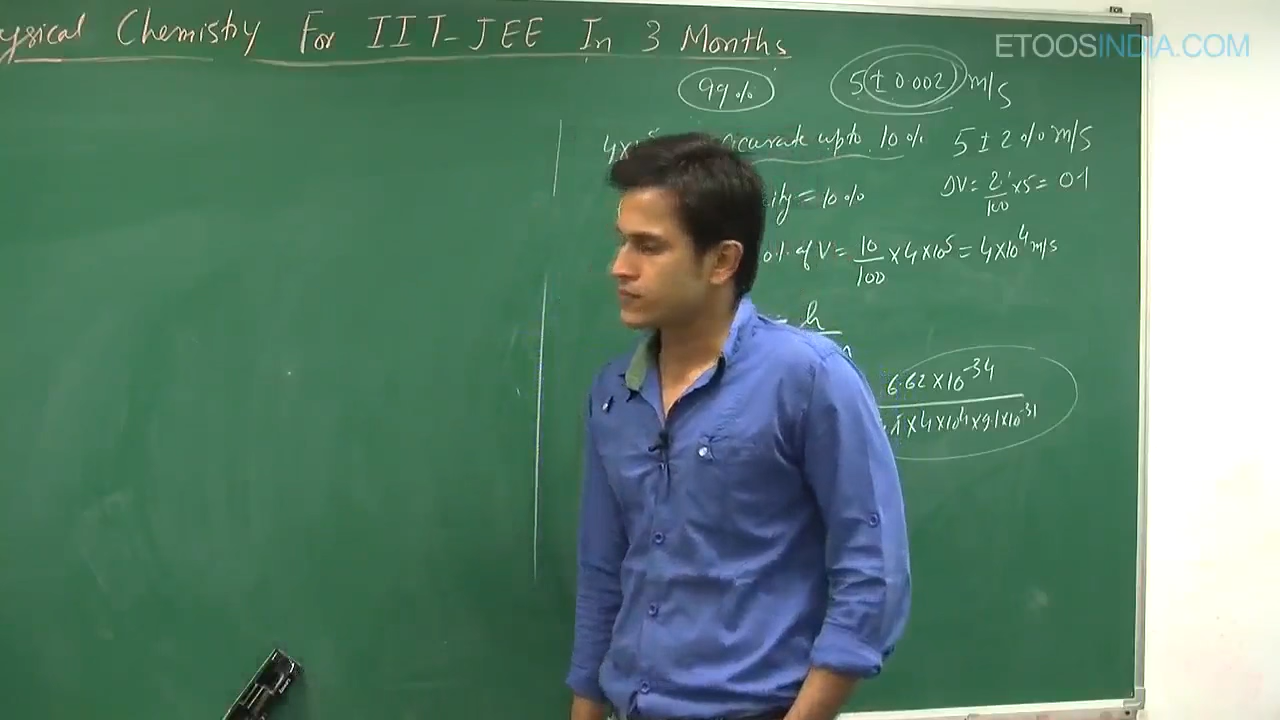 ysical Chemistry For IIT-JEE In 3 Months
ETOOSINDIA.COM
99%
5 ± 0.002 m/s
accurate upto 10%
5 ± 2% m/s
ity = 10%
ΔV = 2/100 × 5 = 0.1
0% of V = 10/100 × 4 × 10⁵ = 4 × 10⁴ m/s
= h
6.62 × 10⁻³⁴
× 4 × 10⁴ × 9.1 × 10⁻³¹